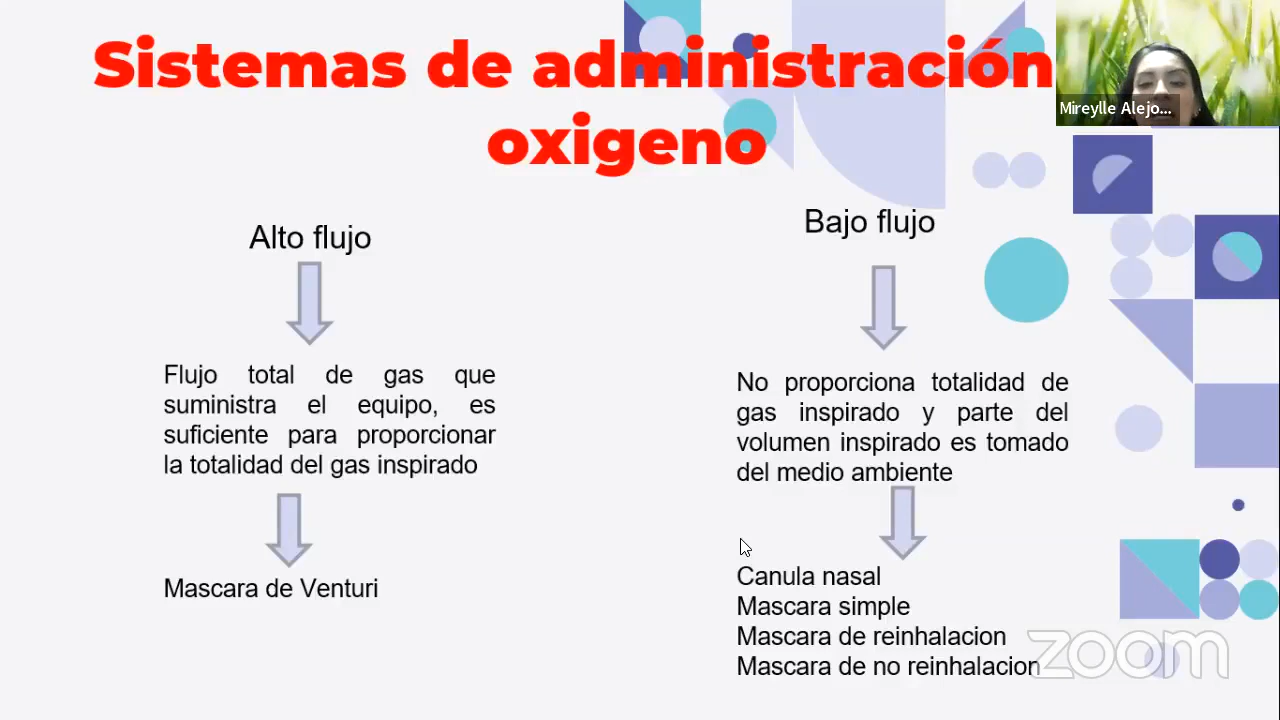 Sistemas de administración
oxigeno
Mireylle Alejo...
Alto flujo
Flujo total de gas que
suministra el equipo, es
suficiente para proporcionar
la totalidad del gas inspirado
Mascara de Venturi
Bajo flujo
No proporciona totalidad de
gas inspirado y parte del
volumen inspirado es tomado
del medio ambiente
Canula nasal
Mascara simple
Mascara de reinhalacion
Mascara de no reinhalacion
zoom